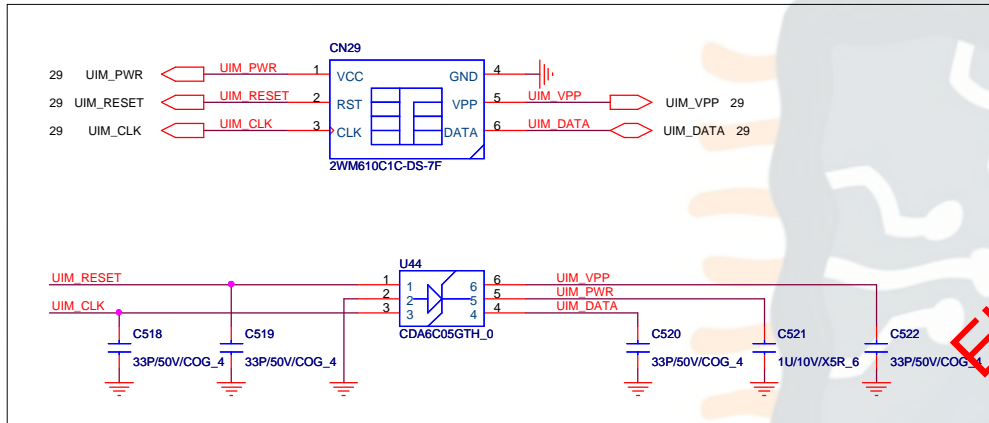 CN29
29 UIM_PWR UIM_PWR 1 VCC GND 4
29 UIM_RESET UIM_RESET 2 RST VPP 5 UIM_VPP UIM_VPP 29
29 UIM_CLK UIM_CLK 3 CLK DATA 6 UIM_DATA UIM_DATA 29
2WM610C1C-DS-7F
U44
UIM_RESET 1 1 6 6 UIM_VPP
2 2 5 5 UIM_PWR
UIM_CLK 3 3 4 4 UIM_DATA
CDA6C05GTH_0
C518 C519 C520 C521 C522
33P/50V/COG_4 33P/50V/COG_4 33P/50V/COG_4 1U/10V/X5R_6 33P/50V/COG_4